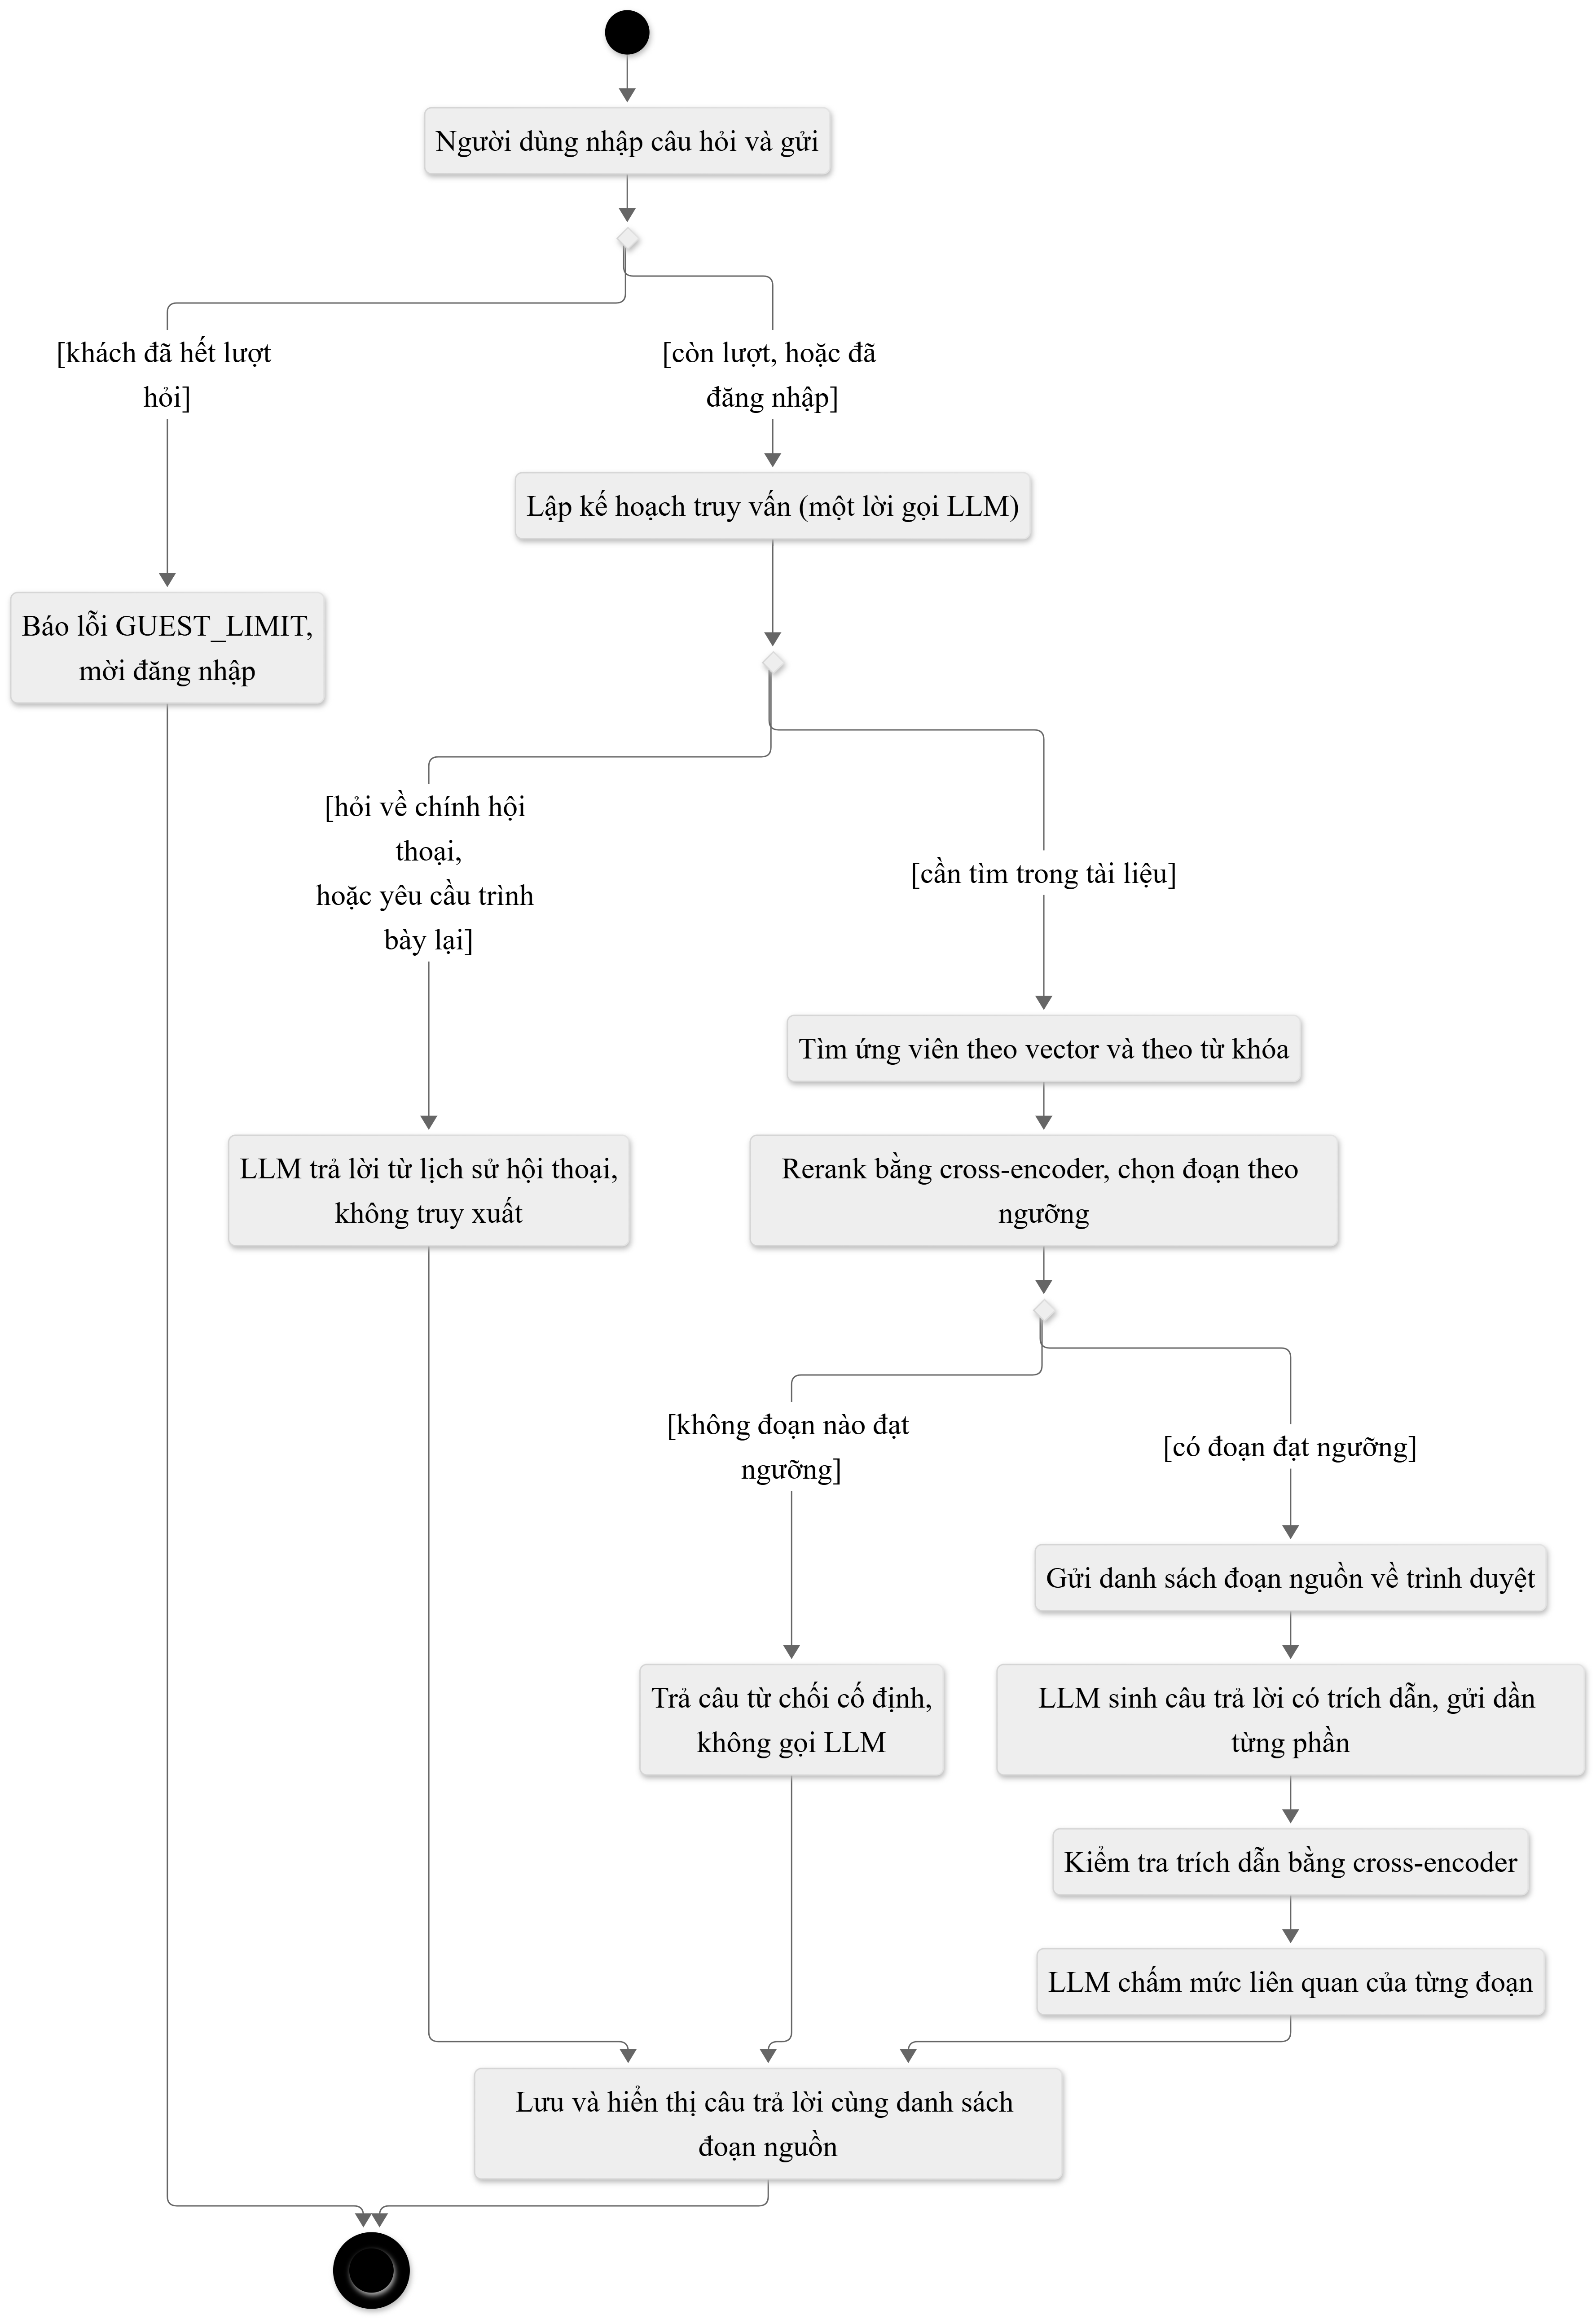 Người dùng nhập câu hỏi và gửi
[khách đã hết lượt
hỏi]
[còn lượt, hoặc đã
đăng nhập]
Lập kế hoạch truy vấn (một lời gọi LLM)
Báo lỗi GUEST_LIMIT,
mời đăng nhập
[hỏi về chính hội
thoại,
hoặc yêu cầu trình
bày lại]
[cần tìm trong tài liệu]
Tìm ứng viên theo vector và theo từ khóa
LLM trả lời từ lịch sử hội thoại,
không truy xuất
Rerank bằng cross-encoder, chọn đoạn theo
ngưỡng
[không đoạn nào đạt
ngưỡng]
[có đoạn đạt ngưỡng]
Gửi danh sách đoạn nguồn về trình duyệt
Trả câu từ chối cố định,
không gọi LLM
LLM sinh câu trả lời có trích dẫn, gửi dần
từng phần
Kiểm tra trích dẫn bằng cross-encoder
LLM chấm mức liên quan của từng đoạn
Lưu và hiển thị câu trả lời cùng danh sách
đoạn nguồn